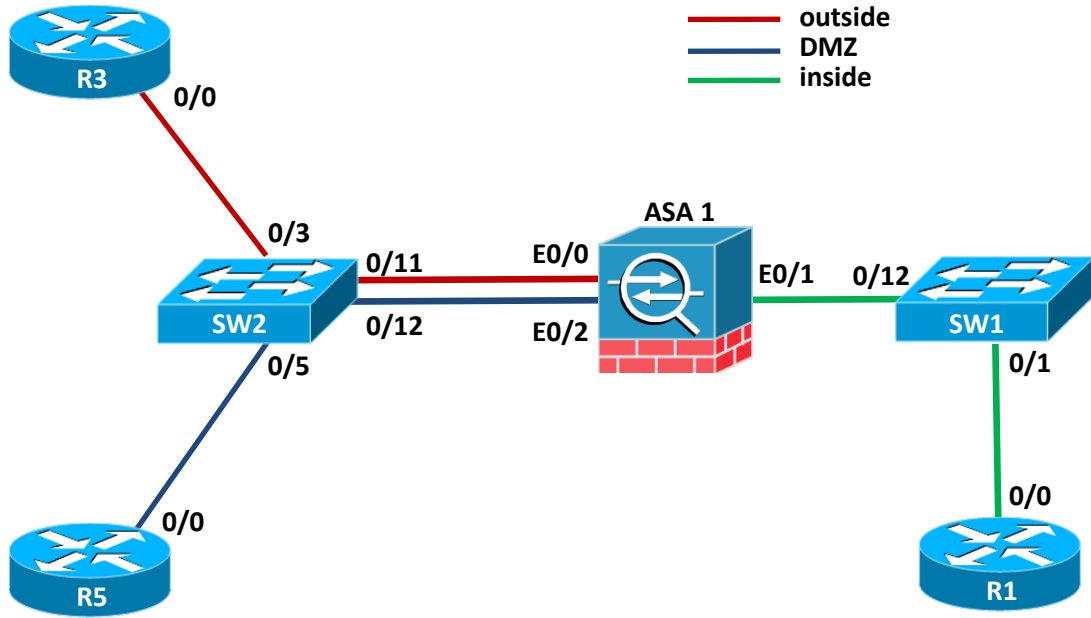 outside
DMZ
inside
R3
0/0
0/3
0/11
0/12
SW2
0/5
E0/0
E0/2
ASA 1
E0/1
0/12
SW1
0/1
0/0
R5
0/0
R1